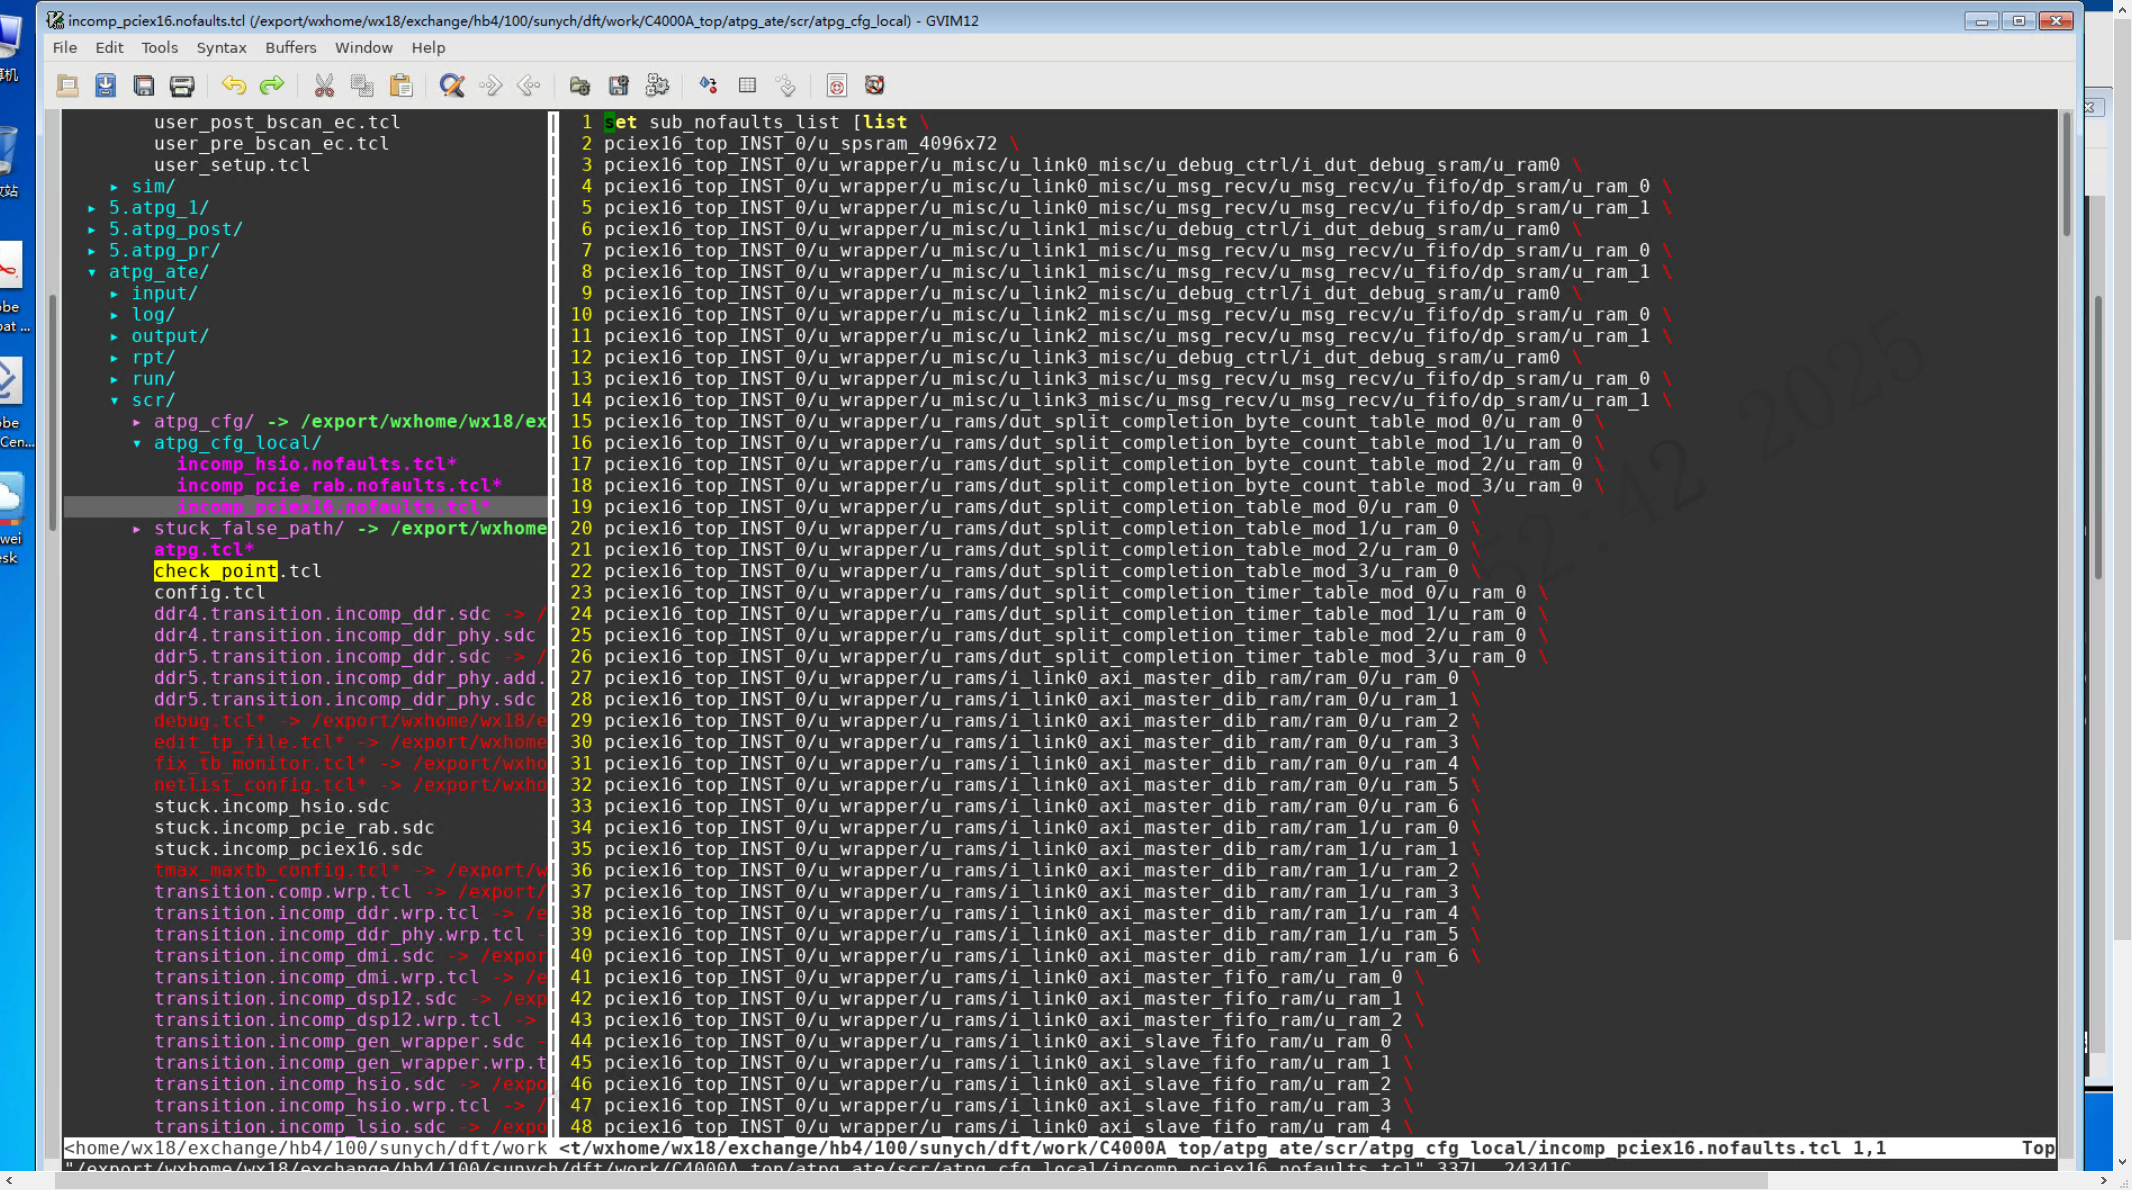 incomp_pciex16.nofaults.tcl (/export/wxhome/wx18/exchange/hb4/100/sunych/dft/work/C4000A_top/atpg_ate/scr/atpg_cfg_local) - GVIM12
File Edit Tools Syntax Buffers Window Help
user_post_bscan_ec.tcl
user_pre_bscan_ec.tcl
user_setup.tcl
▸ sim/
▸ 5.atpg_1/
▸ 5.atpg_post/
▸ 5.atpg_pr/
▾ atpg_ate/
▸ input/
▸ log/
▸ output/
▸ rpt/
▸ run/
▾ scr/
▸ atpg_cfg/ -> /export/wxhome/wx18/ex
▾ atpg_cfg_local/
incomp_hsio.nofaults.tcl*
incomp_pcie_rab.nofaults.tcl*
incomp_pciex16.nofaults.tcl*
▸ stuck_false_path/ -> /export/wxhome
atpg.tcl*
check_point.tcl
config.tcl
ddr4.transition.incomp_ddr.sdc -> /
ddr4.transition.incomp_ddr_phy.sdc
ddr5.transition.incomp_ddr.sdc -> /
ddr5.transition.incomp_ddr_phy.add.
ddr5.transition.incomp_ddr_phy.sdc
debug.tcl* -> /export/wxhome/wx18/e
edit_tp_file.tcl* -> /export/wxhome
fix_tb_monitor.tcl* -> /export/wxho
netlist_config.tcl* -> /export/wxho
stuck.incomp_hsio.sdc
stuck.incomp_pcie_rab.sdc
stuck.incomp_pciex16.sdc
tmax_maxtb_config.tcl* -> /export/w
transition.comp.wrp.tcl -> /export/
transition.incomp_ddr.wrp.tcl -> /e
transition.incomp_ddr_phy.wrp.tcl -
transition.incomp_dmi.sdc -> /expor
transition.incomp_dmi.wrp.tcl -> /e
transition.incomp_dsp12.sdc -> /exp
transition.incomp_dsp12.wrp.tcl ->
transition.incomp_gen_wrapper.sdc -
transition.incomp_gen_wrapper.wrp.t
transition.incomp_hsio.sdc -> /expo
transition.incomp_hsio.wrp.tcl -> /
transition.incomp_lsio.sdc -> /expo
1 set sub_nofaults_list [list \
2 pciex16_top_INST_0/u_spsram_4096x72 \
3 pciex16_top_INST_0/u_wrapper/u_misc/u_link0_misc/u_debug_ctrl/i_dut_debug_sram/u_ram0 \
4 pciex16_top_INST_0/u_wrapper/u_misc/u_link0_misc/u_msg_recv/u_msg_recv/u_fifo/dp_sram/u_ram_0 \
5 pciex16_top_INST_0/u_wrapper/u_misc/u_link0_misc/u_msg_recv/u_msg_recv/u_fifo/dp_sram/u_ram_1 \
6 pciex16_top_INST_0/u_wrapper/u_misc/u_link1_misc/u_debug_ctrl/i_dut_debug_sram/u_ram0 \
7 pciex16_top_INST_0/u_wrapper/u_misc/u_link1_misc/u_msg_recv/u_msg_recv/u_fifo/dp_sram/u_ram_0 \
8 pciex16_top_INST_0/u_wrapper/u_misc/u_link1_misc/u_msg_recv/u_msg_recv/u_fifo/dp_sram/u_ram_1 \
9 pciex16_top_INST_0/u_wrapper/u_misc/u_link2_misc/u_debug_ctrl/i_dut_debug_sram/u_ram0 \
10 pciex16_top_INST_0/u_wrapper/u_misc/u_link2_misc/u_msg_recv/u_msg_recv/u_fifo/dp_sram/u_ram_0 \
11 pciex16_top_INST_0/u_wrapper/u_misc/u_link2_misc/u_msg_recv/u_msg_recv/u_fifo/dp_sram/u_ram_1 \
12 pciex16_top_INST_0/u_wrapper/u_misc/u_link3_misc/u_debug_ctrl/i_dut_debug_sram/u_ram0 \
13 pciex16_top_INST_0/u_wrapper/u_misc/u_link3_misc/u_msg_recv/u_msg_recv/u_fifo/dp_sram/u_ram_0 \
14 pciex16_top_INST_0/u_wrapper/u_misc/u_link3_misc/u_msg_recv/u_msg_recv/u_fifo/dp_sram/u_ram_1 \
15 pciex16_top_INST_0/u_wrapper/u_rams/dut_split_completion_byte_count_table_mod_0/u_ram_0 \
16 pciex16_top_INST_0/u_wrapper/u_rams/dut_split_completion_byte_count_table_mod_1/u_ram_0 \
17 pciex16_top_INST_0/u_wrapper/u_rams/dut_split_completion_byte_count_table_mod_2/u_ram_0 \
18 pciex16_top_INST_0/u_wrapper/u_rams/dut_split_completion_byte_count_table_mod_3/u_ram_0 \
19 pciex16_top_INST_0/u_wrapper/u_rams/dut_split_completion_table_mod_0/u_ram_0 \
20 pciex16_top_INST_0/u_wrapper/u_rams/dut_split_completion_table_mod_1/u_ram_0 \
21 pciex16_top_INST_0/u_wrapper/u_rams/dut_split_completion_table_mod_2/u_ram_0 \
22 pciex16_top_INST_0/u_wrapper/u_rams/dut_split_completion_table_mod_3/u_ram_0 \
23 pciex16_top_INST_0/u_wrapper/u_rams/dut_split_completion_timer_table_mod_0/u_ram_0 \
24 pciex16_top_INST_0/u_wrapper/u_rams/dut_split_completion_timer_table_mod_1/u_ram_0 \
25 pciex16_top_INST_0/u_wrapper/u_rams/dut_split_completion_timer_table_mod_2/u_ram_0 \
26 pciex16_top_INST_0/u_wrapper/u_rams/dut_split_completion_timer_table_mod_3/u_ram_0 \
27 pciex16_top_INST_0/u_wrapper/u_rams/i_link0_axi_master_dib_ram/ram_0/u_ram_0 \
28 pciex16_top_INST_0/u_wrapper/u_rams/i_link0_axi_master_dib_ram/ram_0/u_ram_1 \
29 pciex16_top_INST_0/u_wrapper/u_rams/i_link0_axi_master_dib_ram/ram_0/u_ram_2 \
30 pciex16_top_INST_0/u_wrapper/u_rams/i_link0_axi_master_dib_ram/ram_0/u_ram_3 \
31 pciex16_top_INST_0/u_wrapper/u_rams/i_link0_axi_master_dib_ram/ram_0/u_ram_4 \
32 pciex16_top_INST_0/u_wrapper/u_rams/i_link0_axi_master_dib_ram/ram_0/u_ram_5 \
33 pciex16_top_INST_0/u_wrapper/u_rams/i_link0_axi_master_dib_ram/ram_0/u_ram_6 \
34 pciex16_top_INST_0/u_wrapper/u_rams/i_link0_axi_master_dib_ram/ram_1/u_ram_0 \
35 pciex16_top_INST_0/u_wrapper/u_rams/i_link0_axi_master_dib_ram/ram_1/u_ram_1 \
36 pciex16_top_INST_0/u_wrapper/u_rams/i_link0_axi_master_dib_ram/ram_1/u_ram_2 \
37 pciex16_top_INST_0/u_wrapper/u_rams/i_link0_axi_master_dib_ram/ram_1/u_ram_3 \
38 pciex16_top_INST_0/u_wrapper/u_rams/i_link0_axi_master_dib_ram/ram_1/u_ram_4 \
39 pciex16_top_INST_0/u_wrapper/u_rams/i_link0_axi_master_dib_ram/ram_1/u_ram_5 \
40 pciex16_top_INST_0/u_wrapper/u_rams/i_link0_axi_master_dib_ram/ram_1/u_ram_6 \
41 pciex16_top_INST_0/u_wrapper/u_rams/i_link0_axi_master_fifo_ram/u_ram_0 \
42 pciex16_top_INST_0/u_wrapper/u_rams/i_link0_axi_master_fifo_ram/u_ram_1 \
43 pciex16_top_INST_0/u_wrapper/u_rams/i_link0_axi_master_fifo_ram/u_ram_2 \
44 pciex16_top_INST_0/u_wrapper/u_rams/i_link0_axi_slave_fifo_ram/u_ram_0 \
45 pciex16_top_INST_0/u_wrapper/u_rams/i_link0_axi_slave_fifo_ram/u_ram_1 \
46 pciex16_top_INST_0/u_wrapper/u_rams/i_link0_axi_slave_fifo_ram/u_ram_2 \
47 pciex16_top_INST_0/u_wrapper/u_rams/i_link0_axi_slave_fifo_ram/u_ram_3 \
48 pciex16_top_INST_0/u_wrapper/u_rams/i_link0_axi_slave_fifo_ram/u_ram_4 \
<home/wx18/exchange/hb4/100/sunych/dft/work <t/wxhome/wx18/exchange/hb4/100/sunych/dft/work/C4000A_top/atpg_ate/scr/atpg_cfg_local/incomp_pciex16.nofaults.tcl 1,1 Top
"/export/wxhome/wx18/exchange/hb4/100/sunych/dft/work/C4000A_top/atpg_ate/scr/atpg_cfg_local/incomp_pciex16.nofaults.tcl" 337L, 24341C
52:42 2025